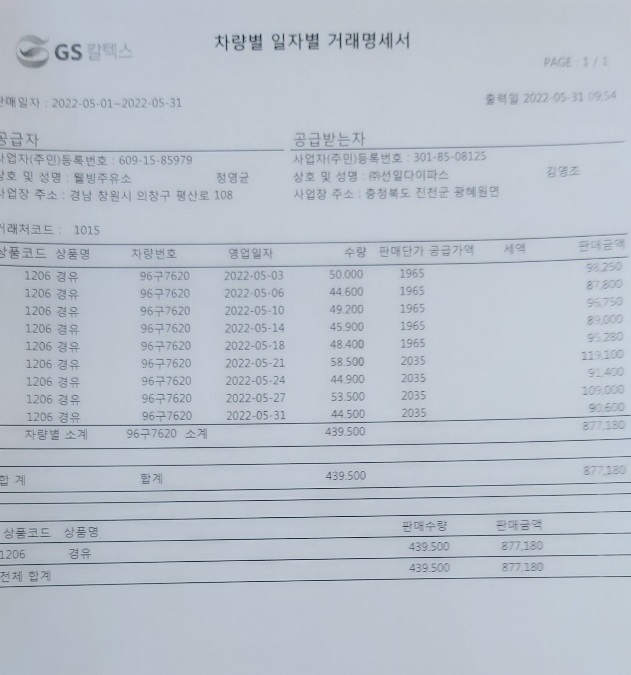 GS 칼텍스
차량별 일자별 거래명세서
PAGE : 1 / 1
판매일자 : 2022-05-01~2022-05-31
출력일 2022-05-31 09:54
공급자 공급받는자
사업자(주민)등록번호 : 609-15-85979 사업자(주민)등록번호 : 301-85-08125
상호 및 성명 : 웰빙주유소 정영균 상호 및 성명 : ㈜선일다이파스 김영조
사업장 주소 : 경남 창원시 의창구 평산로 108 사업장 주소 : 충청북도 진천군 광혜원면
거래처코드 : 1015
상품코드 상품명 차량번호 영업일자 수량 판매단가 공급가액 세액 판매금액
1206 경유 96구7620 2022-05-03 50.000 1965 98,250
1206 경유 96구7620 2022-05-06 44.600 1965 87,800
1206 경유 96구7620 2022-05-10 49.200 1965 96,750
1206 경유 96구7620 2022-05-14 45.900 1965 89,000
1206 경유 96구7620 2022-05-18 48.400 1965 95,280
1206 경유 96구7620 2022-05-21 58.500 2035 119,100
1206 경유 96구7620 2022-05-24 44.900 2035 91,400
1206 경유 96구7620 2022-05-27 53.500 2035 109,000
1206 경유 96구7620 2022-05-31 44.500 2035 90,600
차량별 소계 96구7620 소계 439.500 877,180
합 계 합계 439.500 877,180
상품코드 상품명 판매수량 판매금액
1206 경유 439.500 877,180
전체 합계 439.500 877,180